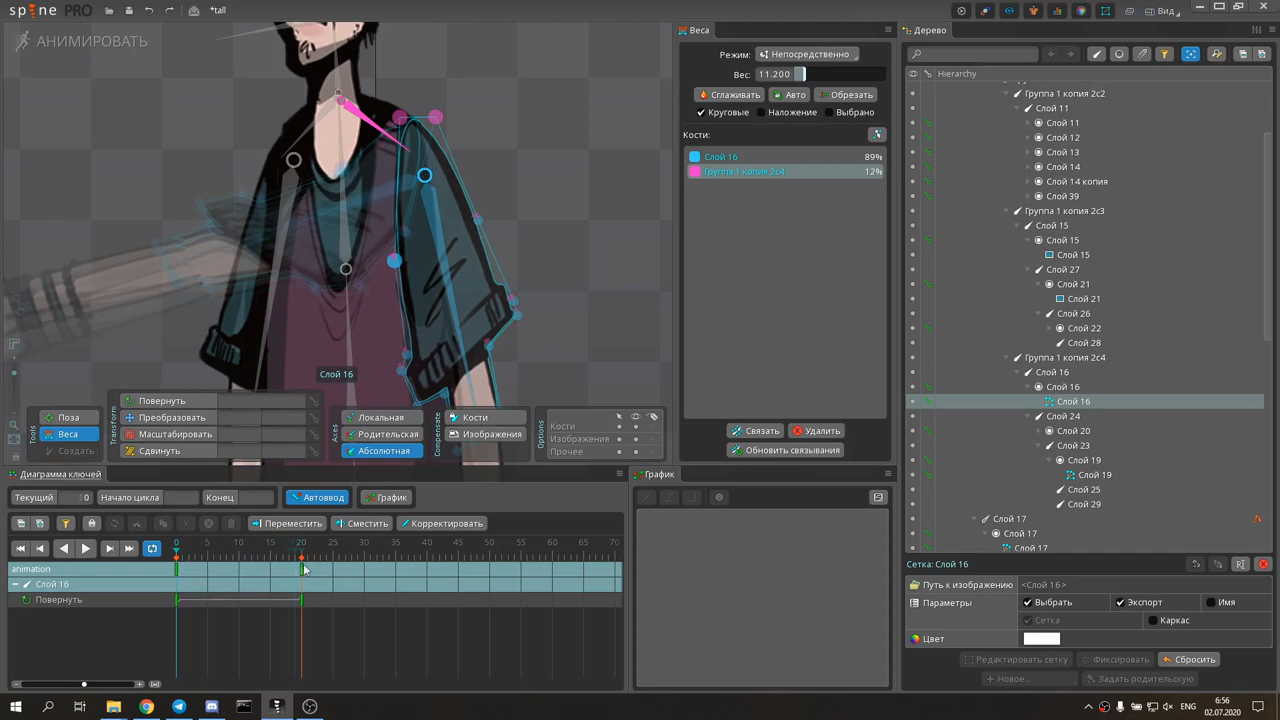 spine PRO
*tall
Вид
АНИМИРОВАТЬ
Веса
Режим: Непосредственно
Вес: 11.200
Сглаживать Авто Обрезать
Круговые Наложение Выбрано
Кости:
Слой 16 89%
Группа 1 копия 2с4 12%
Связать Удалить
Обновить связывания
Дерево
Hierarchy
Группа 1 копия 2с2
Слой 11
Слой 11
Слой 12
Слой 13
Слой 14
Слой 14 копия
Слой 39
Группа 1 копия 2с3
Слой 15
Слой 15
Слой 15
Слой 27
Слой 21
Слой 21
Слой 26
Слой 22
Слой 28
Группа 1 копия 2с4
Слой 16
Слой 16
Слой 16
Слой 24
Слой 20
Слой 23
Слой 19
Слой 19
Слой 25
Слой 29
Слой 17
Слой 17
Слой 17
Сетка: Слой 16
Путь к изображению <Слой 16>
Параметры Выбрать Экспорт Имя
Сетка Каркас
Цвет
Редактировать сетку Фиксировать Сбросить
Новое... Задать родительскую
Слой 16
Tools
Поза
Веса
Создать
Transform
Повернуть
Преобразовать
Масштабировать
Сдвинуть
Axes
Локальная
Родительская
Абсолютная
Compensate
Кости
Изображения
Options
Кости
Изображения
Прочее
Диаграмма ключей
Текущий 20 Начало цикла Конец Автоввод График
Переместить Сместить Корректировать
0 5 10 15 20 25 30 35 40 45 50 55 60 65 70
animation
Слой 16
Повернуть
График
ENG
6:56
02.07.2020